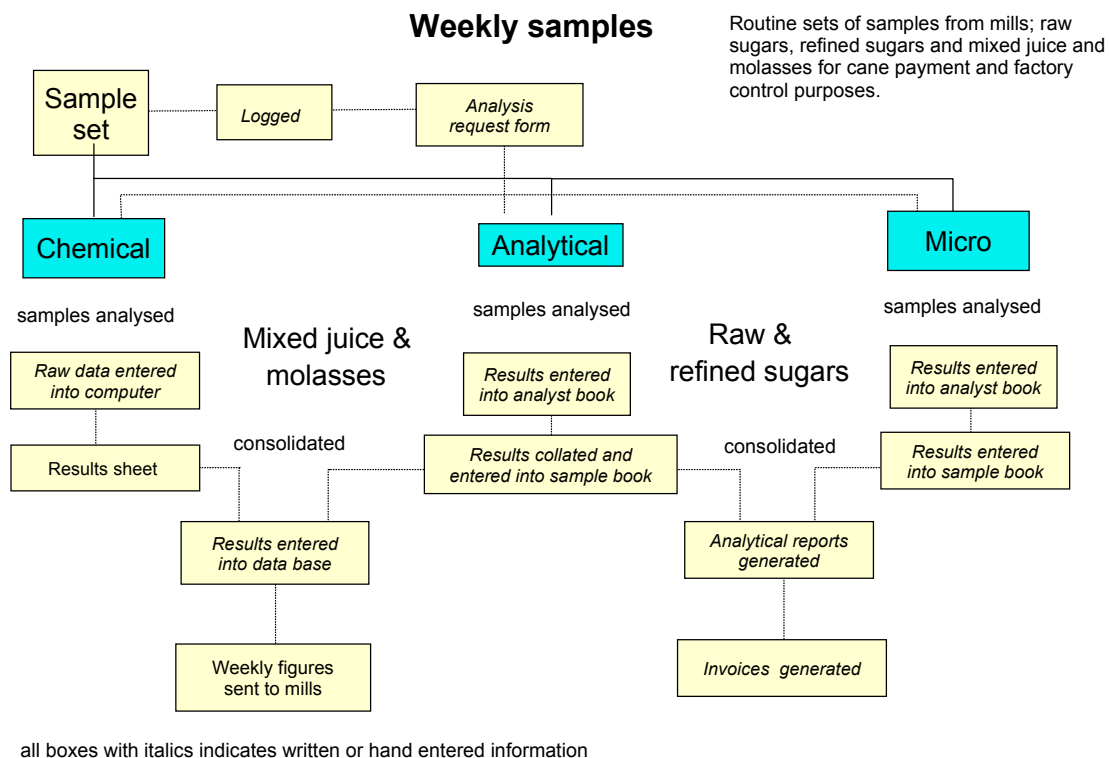 Weekly samples
Routine sets of samples from mills; raw
sugars, refined sugars and mixed juice and
molasses for cane payment and factory
control purposes.
Sample
set
Logged
Analysis
request form
Chemical
Analytical
Micro
samples analysed
samples analysed
samples analysed
Mixed juice &
molasses
Raw &
refined sugars
Raw data entered
into computer
Results entered
into analyst book
Results entered
into analyst book
Results sheet
consolidated
Results collated and
entered into sample book
consolidated
Results entered
into sample book
Results entered
into data base
Analytical reports
generated
Weekly figures
sent to mills
Invoices  generated
all boxes with italics indicates written or hand entered information